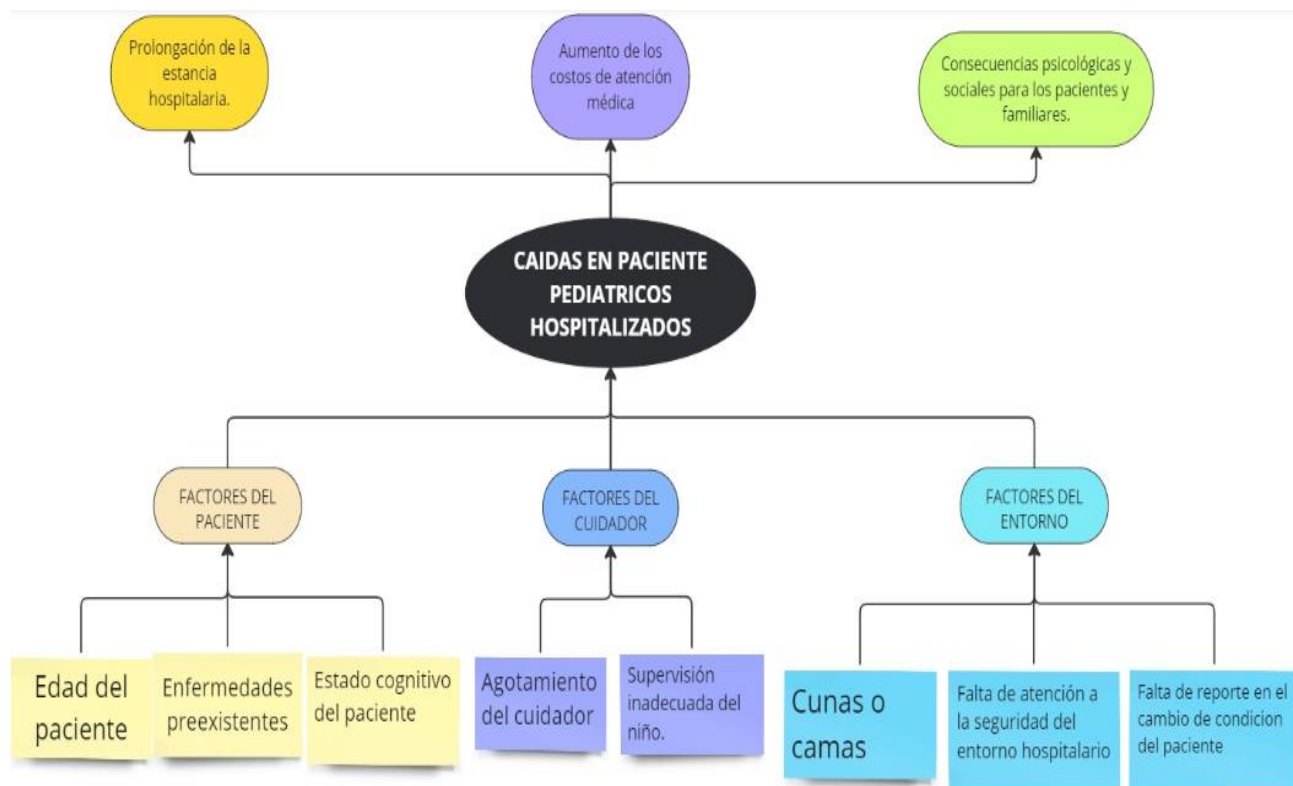 Prolongación de la
estancia
hospitalaria.
Aumento de los
costos de atención
médica
Consecuencias psicológicas y
sociales para los pacientes y
familiares.
CAIDAS EN PACIENTE
PEDIATRICOS
HOSPITALIZADOS
FACTORES DEL
PACIENTE
FACTORES DEL
CUIDADOR
FACTORES DEL
ENTORNO
Edad del
paciente
Enfermedades
preexistentes
Estado cognitivo
del paciente
Agotamiento
del cuidador
Supervisión
inadecuada del
niño.
Cunas o
camas
Falta de atención a
la seguridad del
entorno hospitalario
Falta de reporte en el
cambio de condicion
del paciente